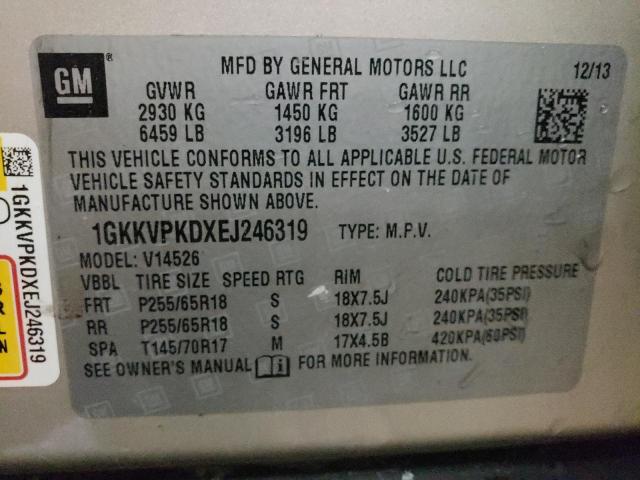 GM
MFD BY GENERAL MOTORS LLC 12/13
GVWR GAWR FRT GAWR RR
2930 KG 1450 KG 1600 KG
6459 LB 3196 LB 3527 LB
THIS VEHICLE CONFORMS TO ALL APPLICABLE U.S. FEDERAL MOTOR
VEHICLE SAFETY STANDARDS IN EFFECT ON THE DATE OF
MANUFACTURE SHOWN ABOVE.
1GKKVPKDXEJ246319 TYPE: M.P.V.
MODEL: V14526
VBBL TIRE SIZE SPEED RTG RIM COLD TIRE PRESSURE
FRT P255/65R18 S 18X7.5J 240KPA(35PSI)
RR P255/65R18 S 18X7.5J 240KPA(35PSI)
SPA T145/70R17 M 17X4.5B 420KPA(60PSI)
SEE OWNER'S MANUAL i FOR MORE INFORMATION.
1GKKVPKDXEJ246319